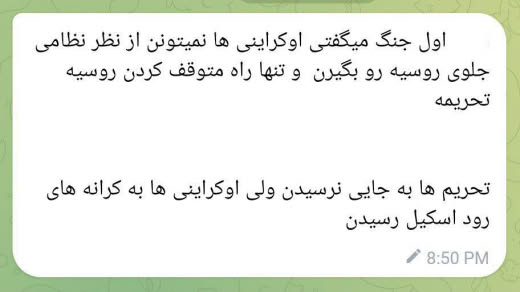 اول جنگ میگفتی اوکراینی ها نمیتونن از نظر نظامی
جلوی روسیه رو بگیرن و تنها راه متوقف کردن روسیه
تحریمه
تحریم ها به جایی نرسیدن ولی اوکراینی ها به کرانه های
رود اسکیل رسیدن
8:50 PM